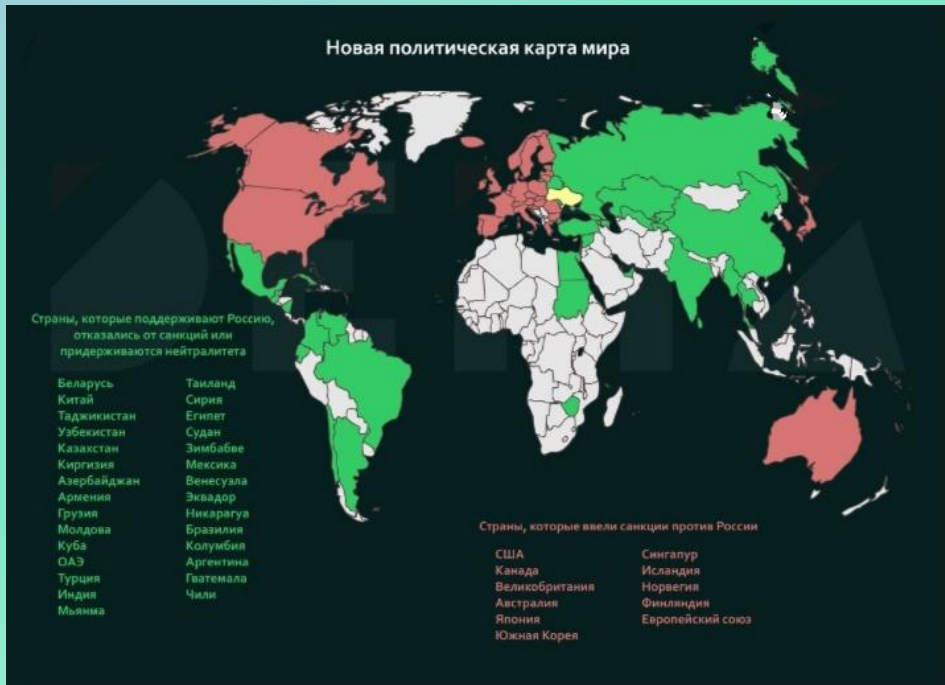 Новая политическая карта мира
Страны, которые поддерживают Россию,
отказались от санкций или
придерживаются нейтралитета
Беларусь
Китай
Таджикистан
Узбекистан
Казахстан
Киргизия
Азербайджан
Армения
Грузия
Молдова
Куба
ОАЭ
Турция
Индия
Мьянма
Таиланд
Сирия
Египет
Судан
Зимбабве
Мексика
Венесуэла
Эквадор
Никарагуа
Бразилия
Колумбия
Аргентина
Гватемала
Чили
Страны, которые ввели санкции против России
США
Канада
Великобритания
Австралия
Япония
Южная Корея
Сингапур
Исландия
Норвегия
Финляндия
Европейский союз